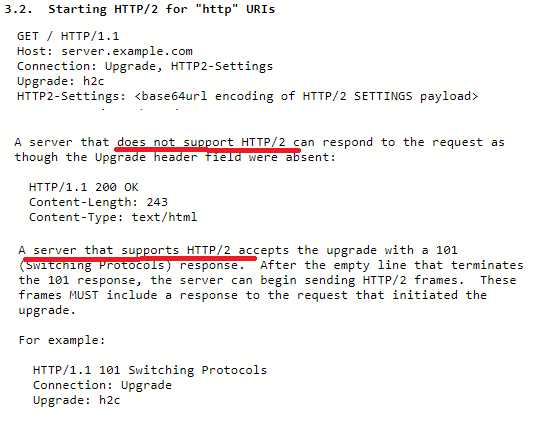 3.2. Starting HTTP/2 for "http" URIs
GET / HTTP/1.1
Host: server.example.com
Connection: Upgrade, HTTP2-Settings
Upgrade: h2c
HTTP2-Settings: <base64url encoding of HTTP/2 SETTINGS payload>
A server that does not support HTTP/2 can respond to the request as
though the Upgrade header field were absent:
HTTP/1.1 200 OK
Content-Length: 243
Content-Type: text/html
A server that supports HTTP/2 accepts the upgrade with a 101
(Switching Protocols) response. After the empty line that terminates
the 101 response, the server can begin sending HTTP/2 frames. These
frames MUST include a response to the request that initiated the
upgrade.
For example:
HTTP/1.1 101 Switching Protocols
Connection: Upgrade
Upgrade: h2c